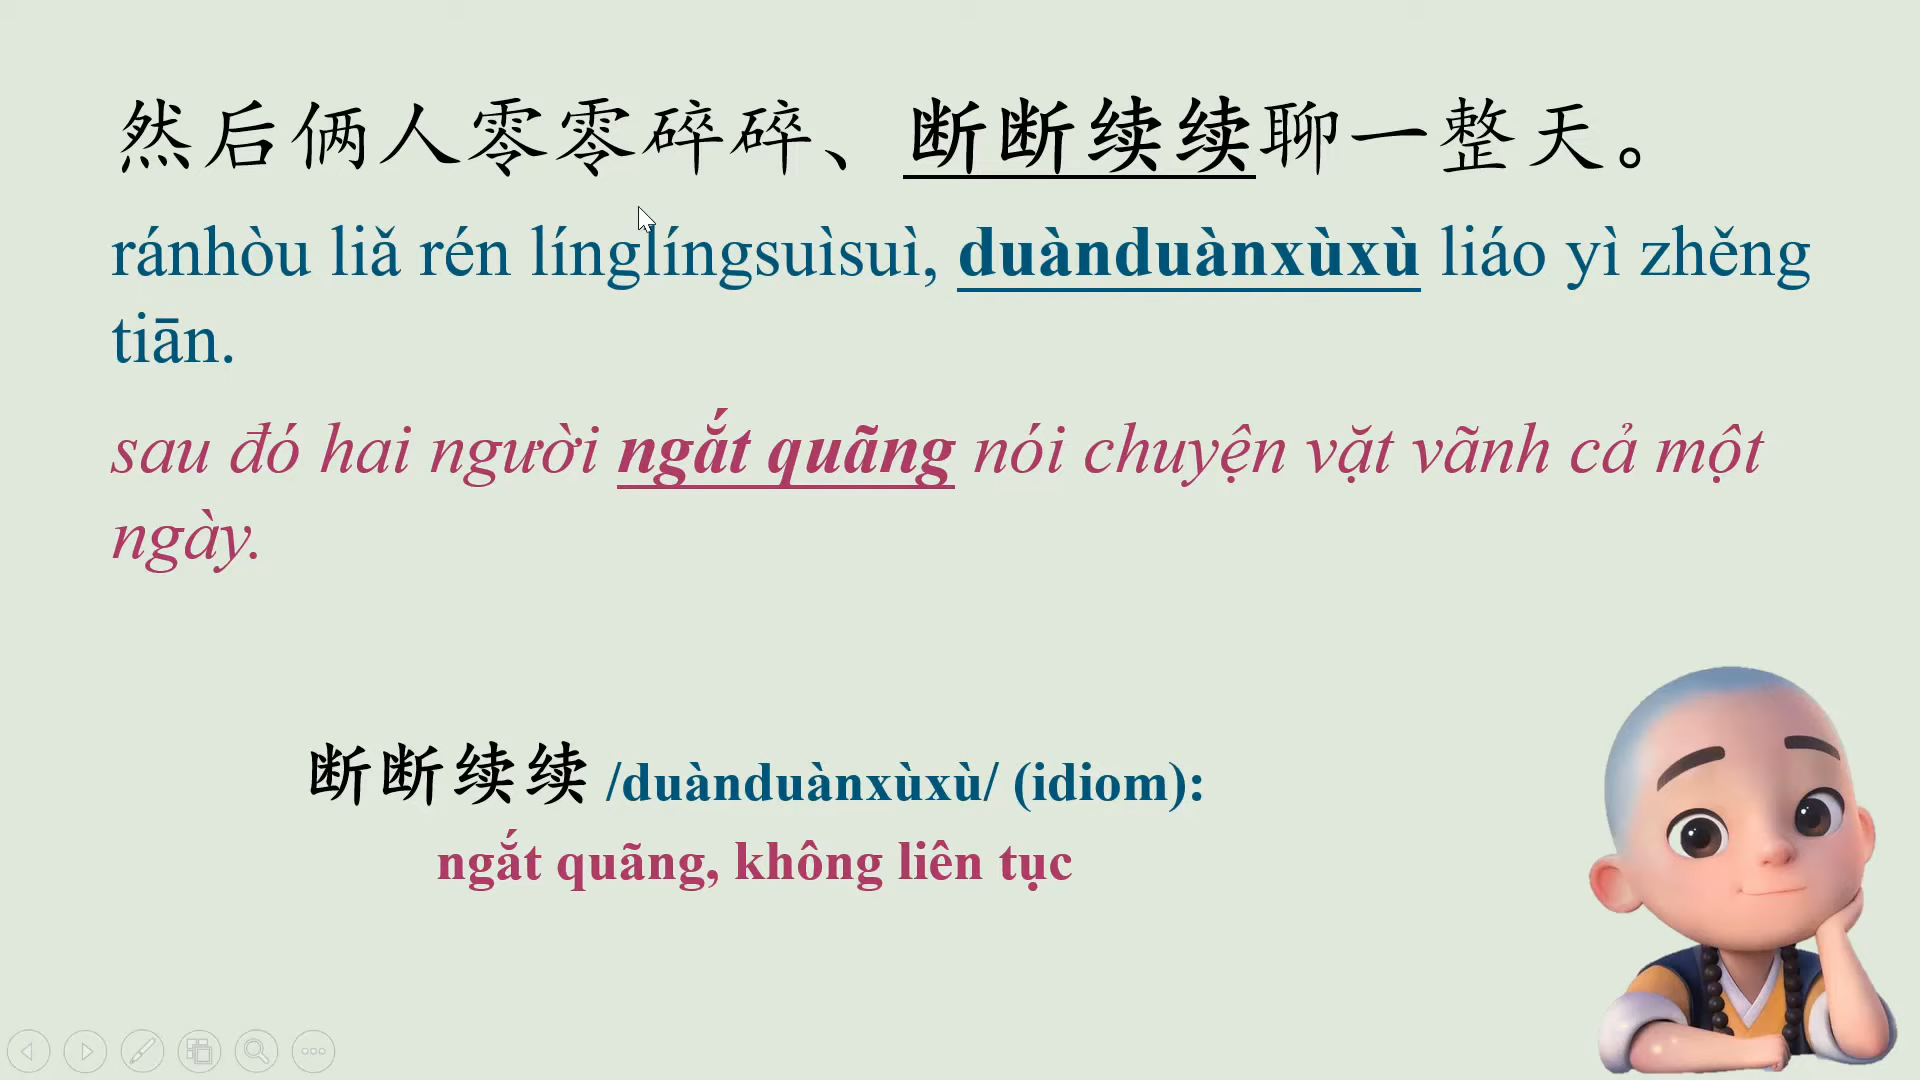 然后俩人零零碎碎、断断续续聊一整天。
ránhòu liǎ rén línglíngsuìsuì, duànduànxùxù liáo yì zhěng
tiān.
sau đó hai người ngắt quãng nói chuyện vặt vãnh cả một
ngày.
断断续续 /duànduànxùxù/ (idiom):
ngắt quãng, không liên tục